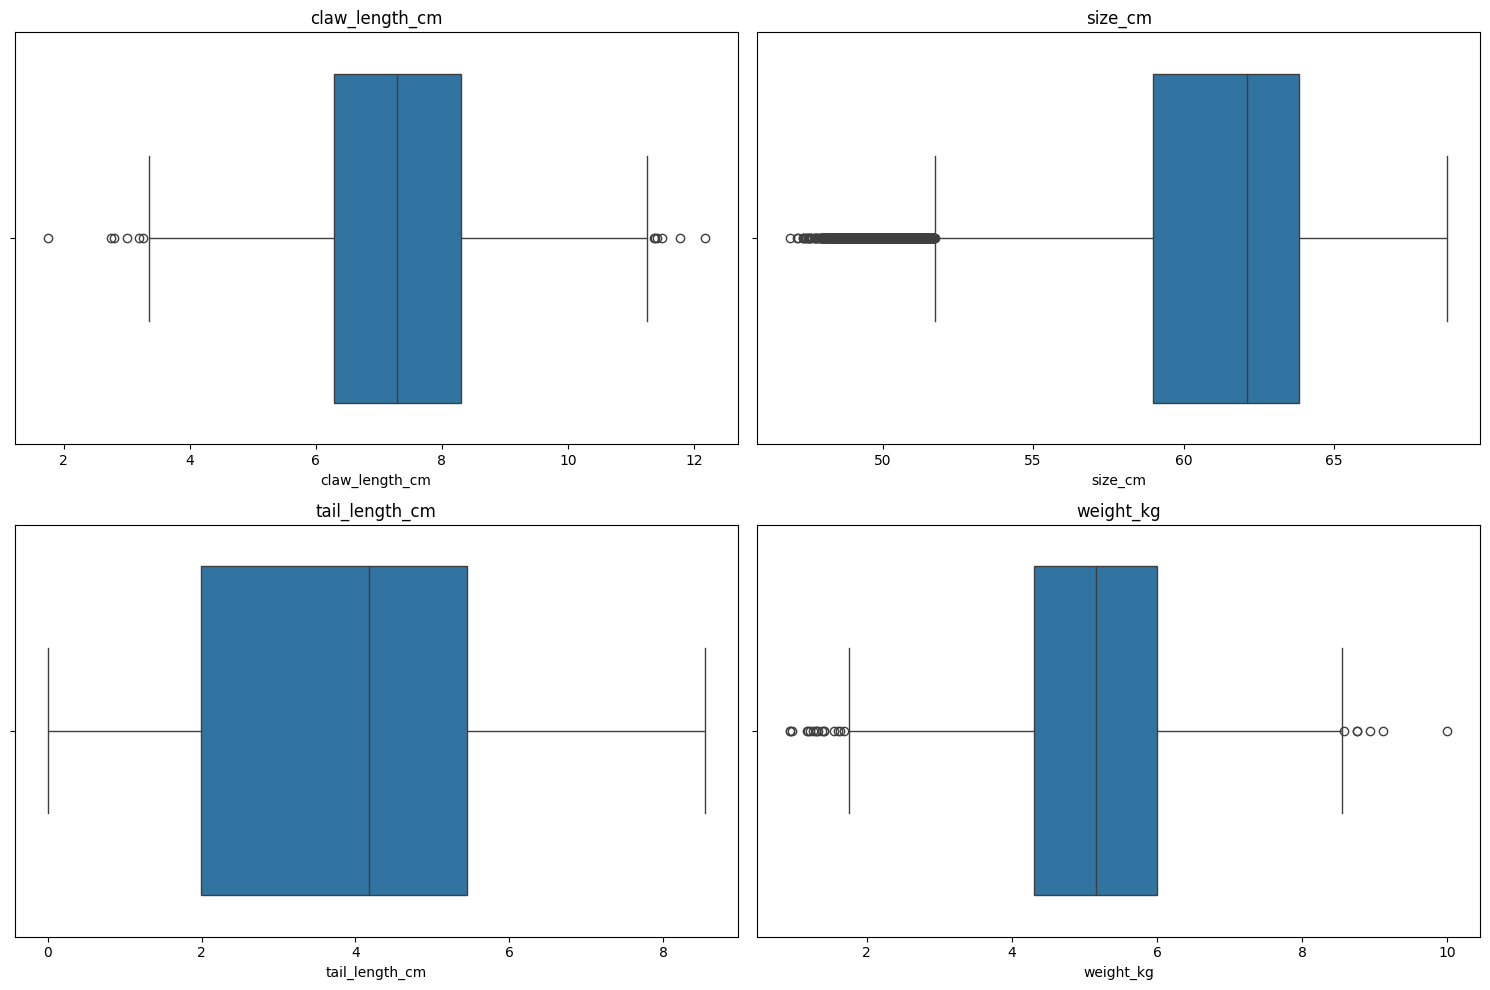 claw_length_cm
size_cm
2 4 6 8 10 12
50 55 60 65
claw_length_cm
size_cm
tail_length_cm
weight_kg
0 2 4 6 8
2 4 6 8 10
tail_length_cm
weight_kg